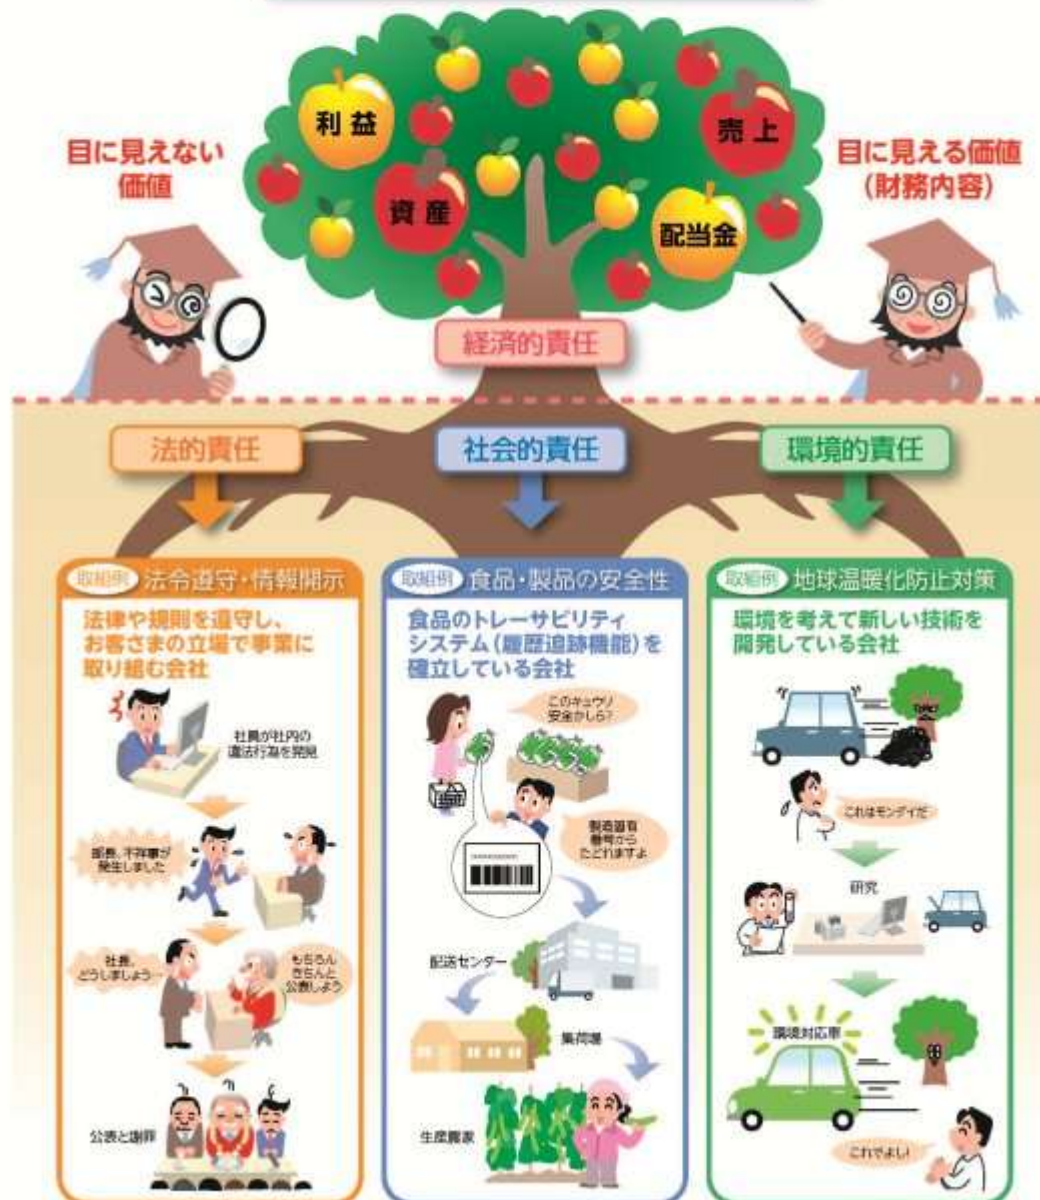 利益
売上
資産
配当金
目に見えない
価値
目に見える価値
(財務内容)
経済的責任
法的責任
社会的責任
環境的責任
取組例 法令遵守・情報開示
法律や規則を遵守し、
お客さまの立場で事業に
取り組む会社
社員が社内の
違法行為を発見
部長、不祥事が
発生しました
社長、
どうしましょう…
もちろん
きちんと
公表しよう
公表と謝罪
取組例 食品・製品の安全性
食品のトレーサビリティ
システム(履歴追跡機能)を
確立している会社
このキュウリ
安全かしら?
製造固有
番号から
たどれますよ
配送センター
集荷場
生産農家
取組例 地球温暖化防止対策
環境を考えて新しい技術を
開発している会社
これはモンダイだ
研究
環境対応車
これでよし!